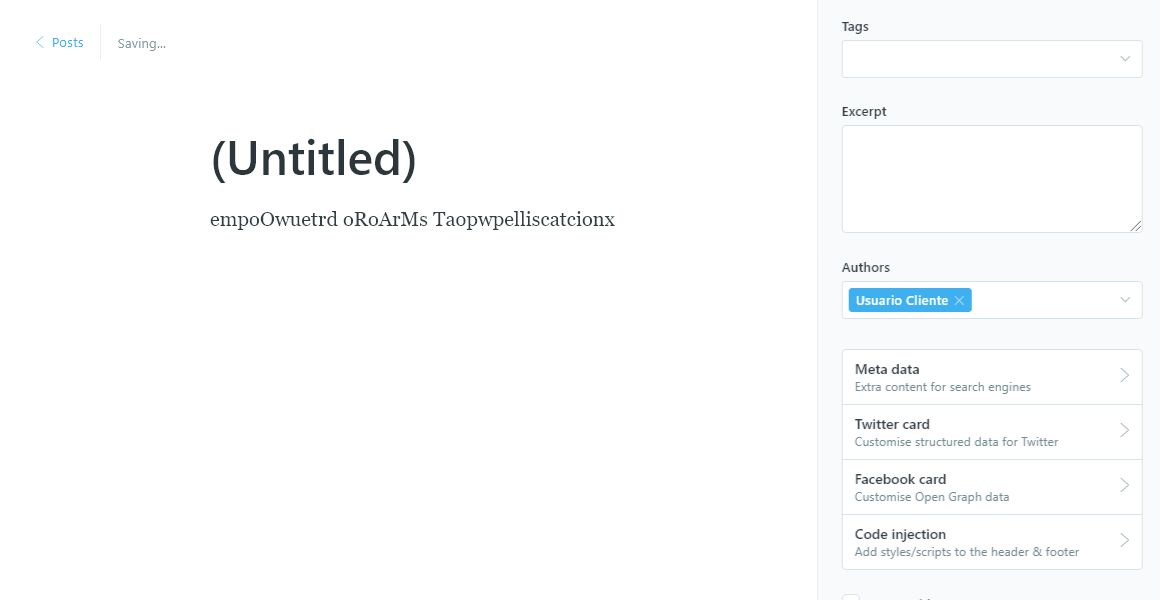 Posts
Saving...
(Untitled)
empoOwuetrd oRoArMs Taopwpelliscatcionx
Tags
Excerpt
Authors
Usuario Cliente
Meta data
Extra content for search engines
Twitter card
Customise structured data for Twitter
Facebook card
Customise Open Graph data
Code injection
Add styles/scripts to the header & footer